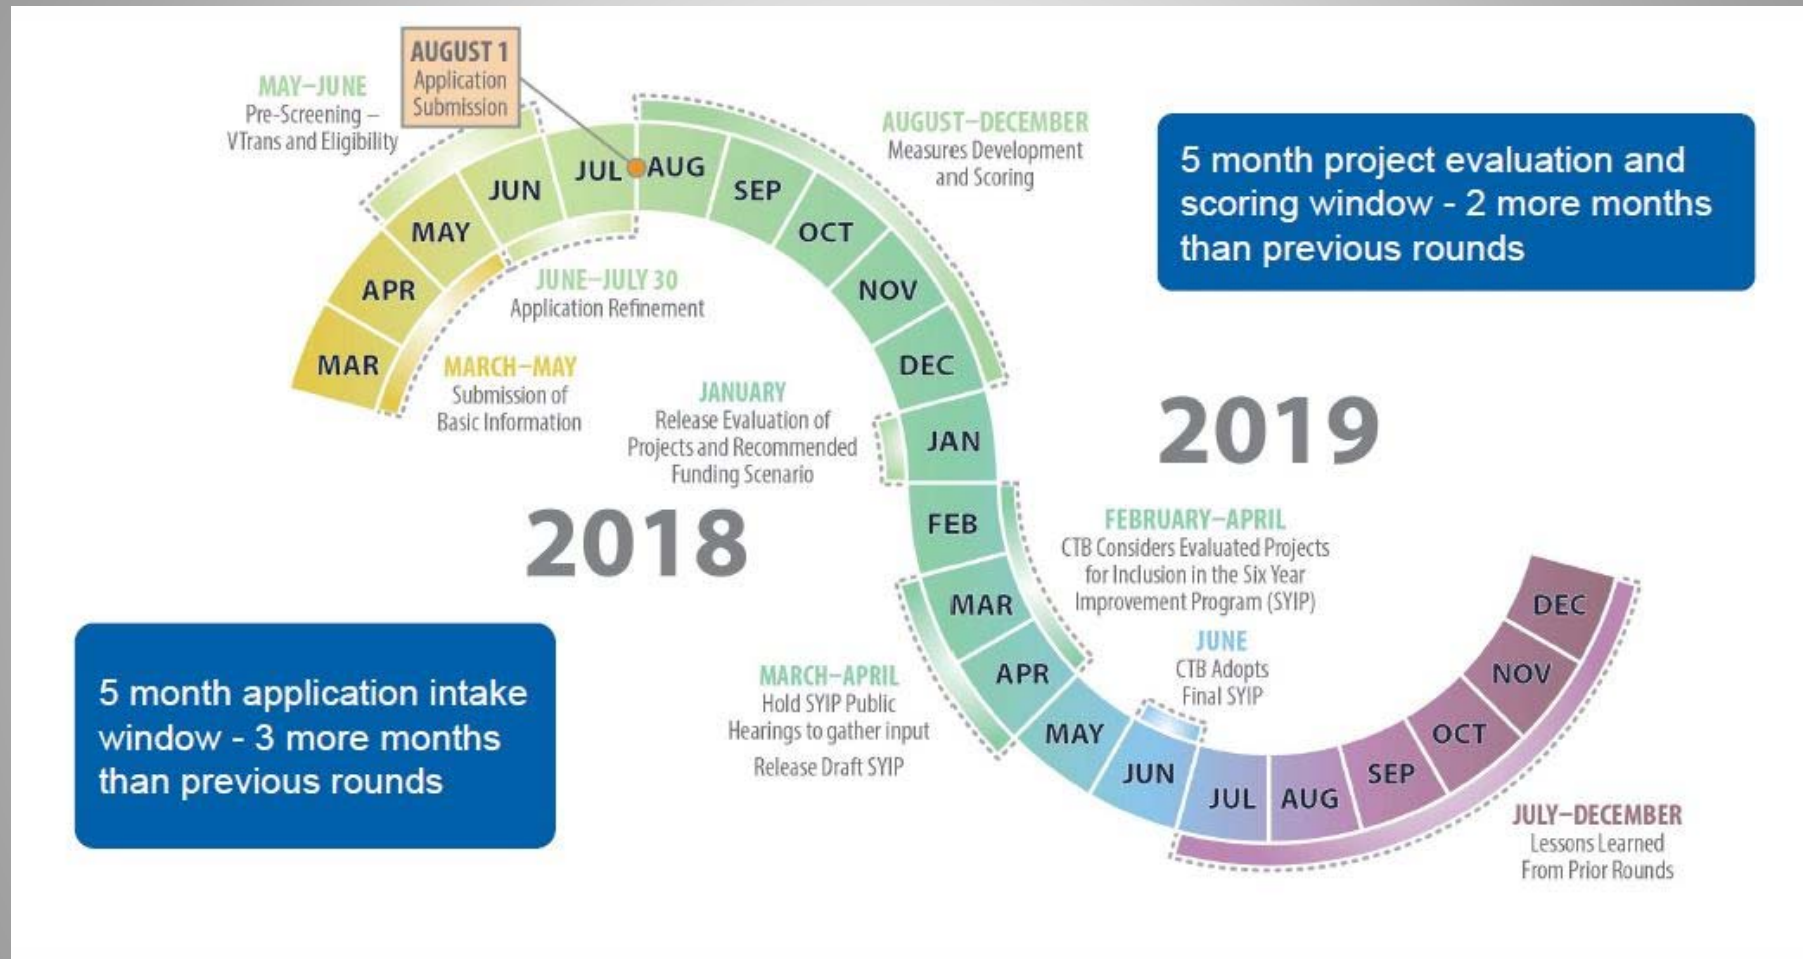 AUGUST 1
Application
Submission
MAY–JUNE
Pre-Screening –
VTrans and Eligibility
AUGUST–DECEMBER
Measures Development
and Scoring
5 month project evaluation and
scoring window - 2 more months
than previous rounds
MAR
APR
MAY
JUN
JUL
AUG
SEP
OCT
NOV
DEC
JUNE–JULY 30
Application Refinement
MARCH–MAY
Submission of
Basic Information
JANUARY
Release Evaluation of
Projects and Recommended
Funding Scenario
2018
2019
JAN
FEB
MAR
APR
MAY
JUN
JUL
AUG
SEP
OCT
NOV
DEC
FEBRUARY–APRIL
CTB Considers Evaluated Projects
for Inclusion in the Six Year
Improvement Program (SYIP)
JUNE
CTB Adopts
Final SYIP
5 month application intake
window - 3 more months
than previous rounds
MARCH–APRIL
Hold SYIP Public
Hearings to gather input
Release Draft SYIP
JULY–DECEMBER
Lessons Learned
From Prior Rounds